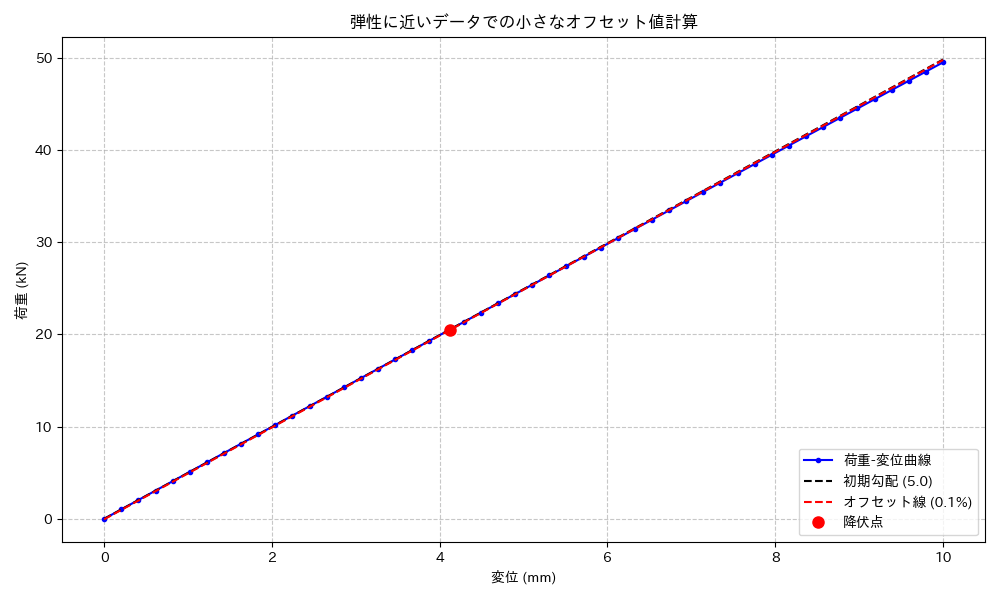 弾性に近いデータでの小さなオフセット値計算
荷重 (kN)
50
40
30
20
10
0
0 2 4 6 8 10
変位 (mm)
荷重-変位曲線
初期勾配 (5.0)
オフセット線 (0.1%)
降伏点